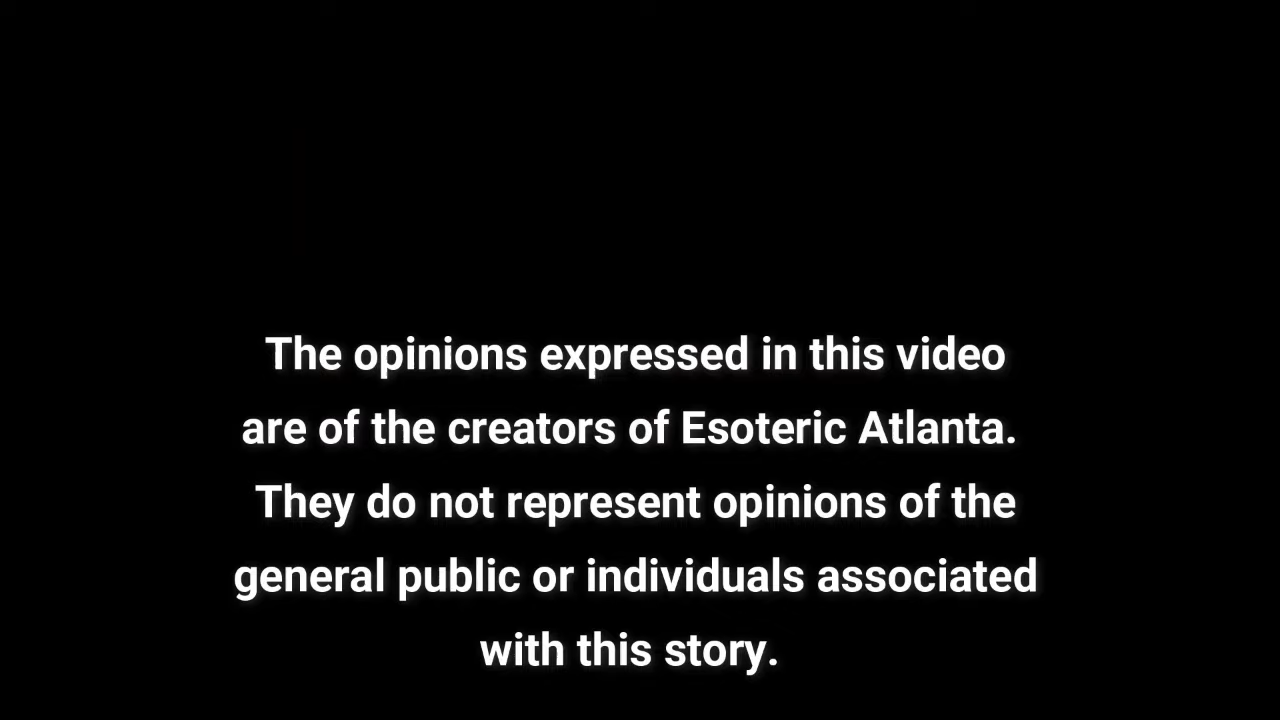 The opinions expressed in this video
are of the creators of Esoteric Atlanta.
They do not represent opinions of the
general public or individuals associated
with this story.